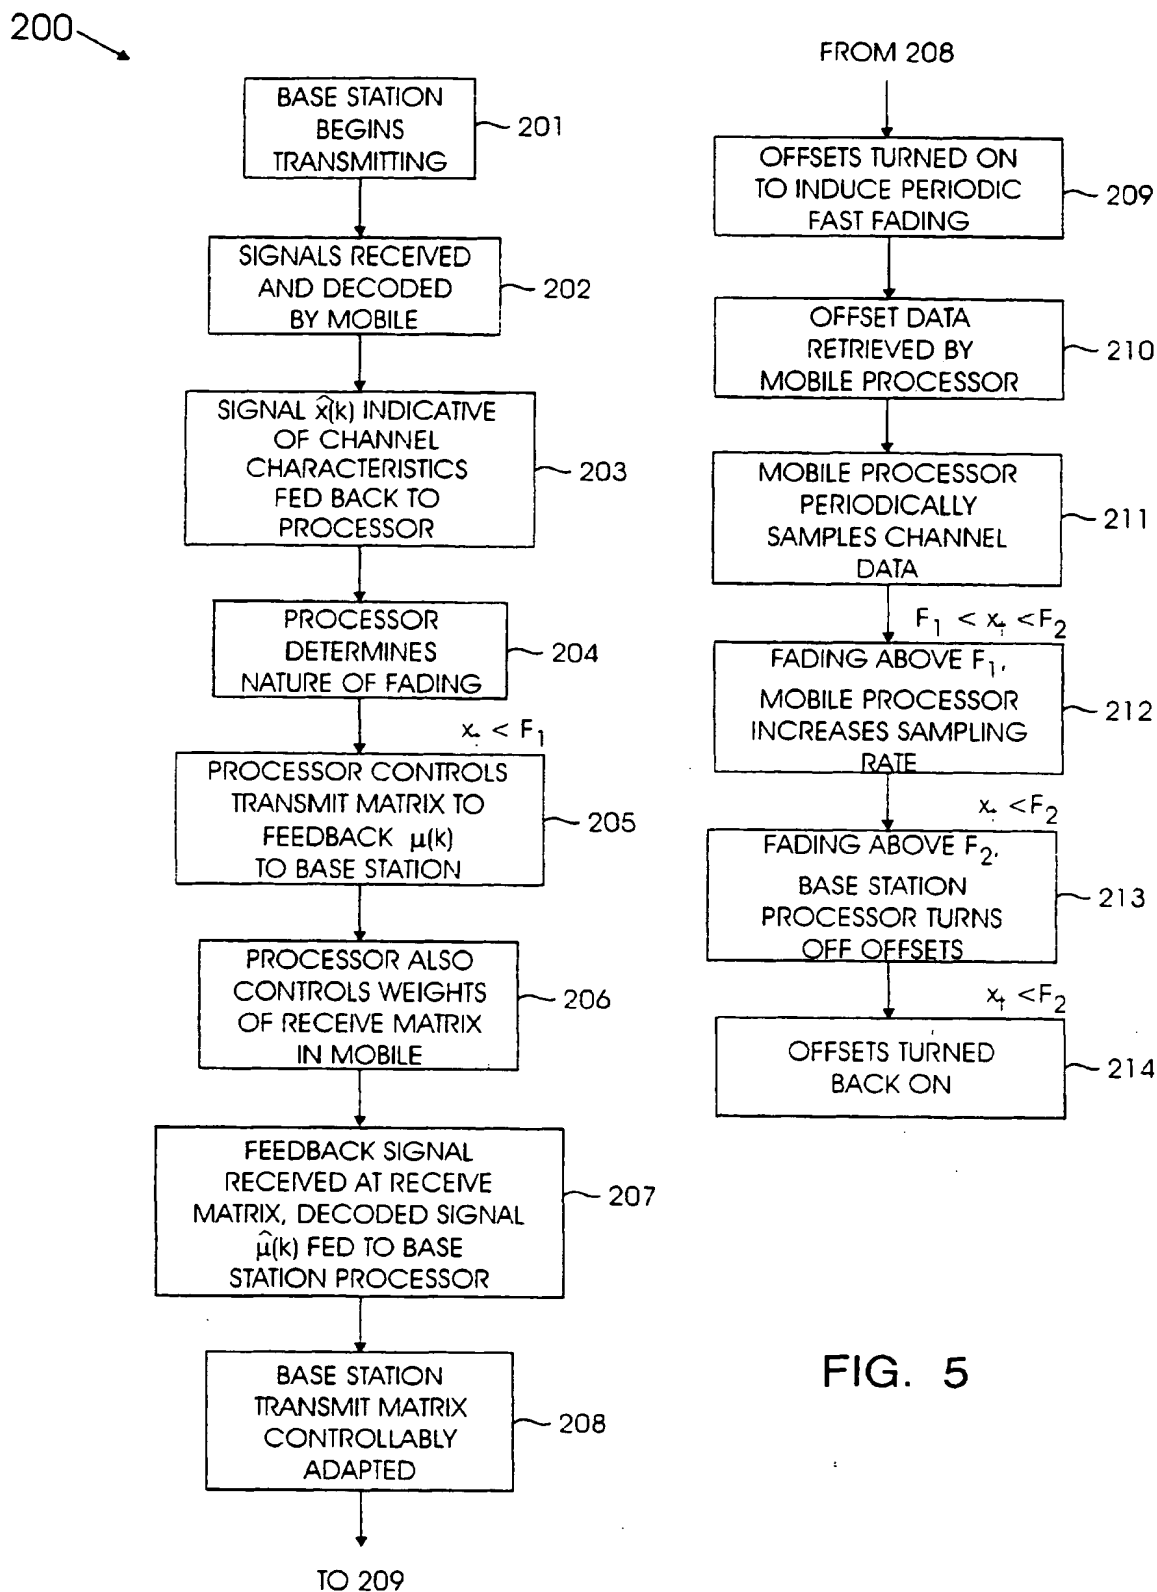 200
BASE STATION
BEGINS
TRANSMITTING
201
SIGNALS RECEIVED
AND DECODED
BY MOBILE
202
SIGNAL x̂(k) INDICATIVE
OF CHANNEL
CHARACTERISTICS
FED BACK TO
PROCESSOR
203
PROCESSOR
DETERMINES
NATURE OF FADING
204
x_t < F₁
PROCESSOR CONTROLS
TRANSMIT MATRIX TO
FEEDBACK μ(k)
TO BASE STATION
205
PROCESSOR ALSO
CONTROLS WEIGHTS
OF RECEIVE MATRIX
IN MOBILE
206
FEEDBACK SIGNAL
RECEIVED AT RECEIVE
MATRIX, DECODED SIGNAL
μ̂(k) FED TO BASE
STATION PROCESSOR
207
BASE STATION
TRANSMIT MATRIX
CONTROLLABLY
ADAPTED
208
TO 209
FROM 208
OFFSETS TURNED ON
TO INDUCE PERIODIC
FAST FADING
209
OFFSET DATA
RETRIEVED BY
MOBILE PROCESSOR
210
MOBILE PROCESSOR
PERIODICALLY
SAMPLES CHANNEL
DATA
211
F₁ < x_t <F₂
FADING ABOVE F₁,
MOBILE PROCESSOR
INCREASES SAMPLING
RATE
212
x_t <F₂
FADING ABOVE F₂,
BASE STATION
PROCESSOR TURNS
OFF OFFSETS
213
x_t <F₂
OFFSETS TURNED
BACK ON
214
FIG. 5